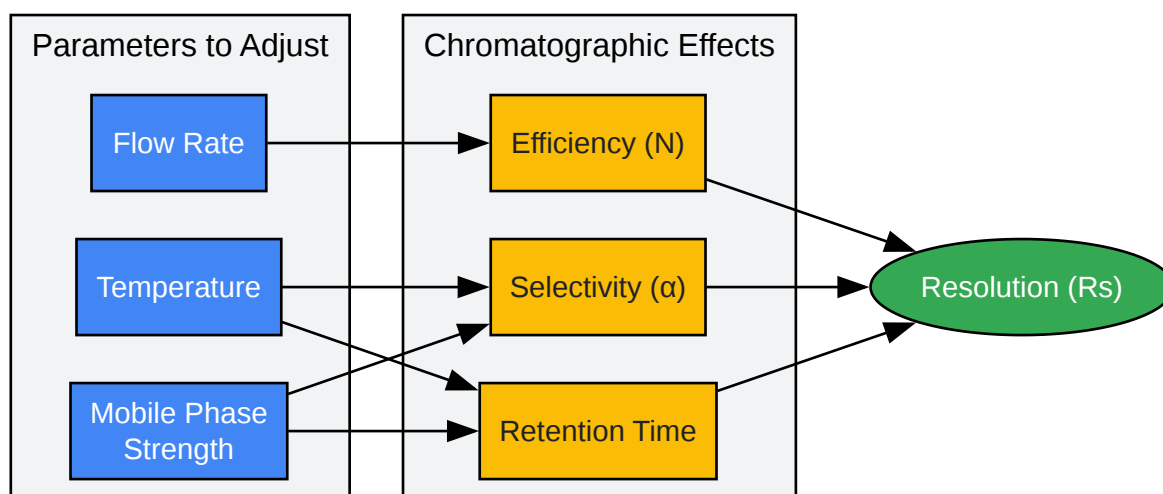 Parameters to Adjust
Chromatographic Effects
Flow Rate
Efficiency (N)
Temperature
Selectivity (α)
Resolution (Rs)
Mobile Phase
Strength
Retention Time